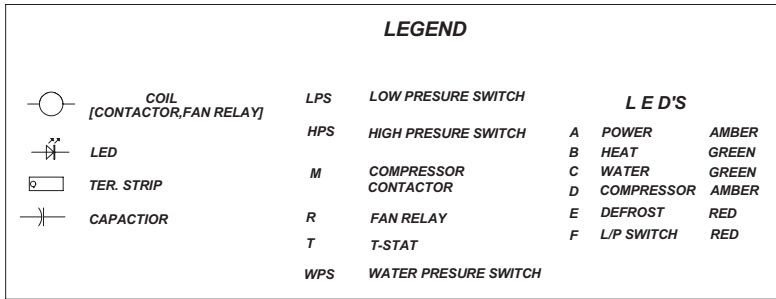 LEGEND
COIL
[CONTACTOR,FAN RELAY]
LED
TER. STRIP
CAPACTIOR
LPS LOW PRESURE SWITCH
HPS HIGH PRESURE SWITCH
M COMPRESSOR
CONTACTOR
R FAN RELAY
T T-STAT
WPS WATER PRESURE SWITCH
L E D'S
A POWER AMBER
B HEAT GREEN
C WATER GREEN
D COMPRESSOR AMBER
E DEFROST RED
F L/P SWITCH RED